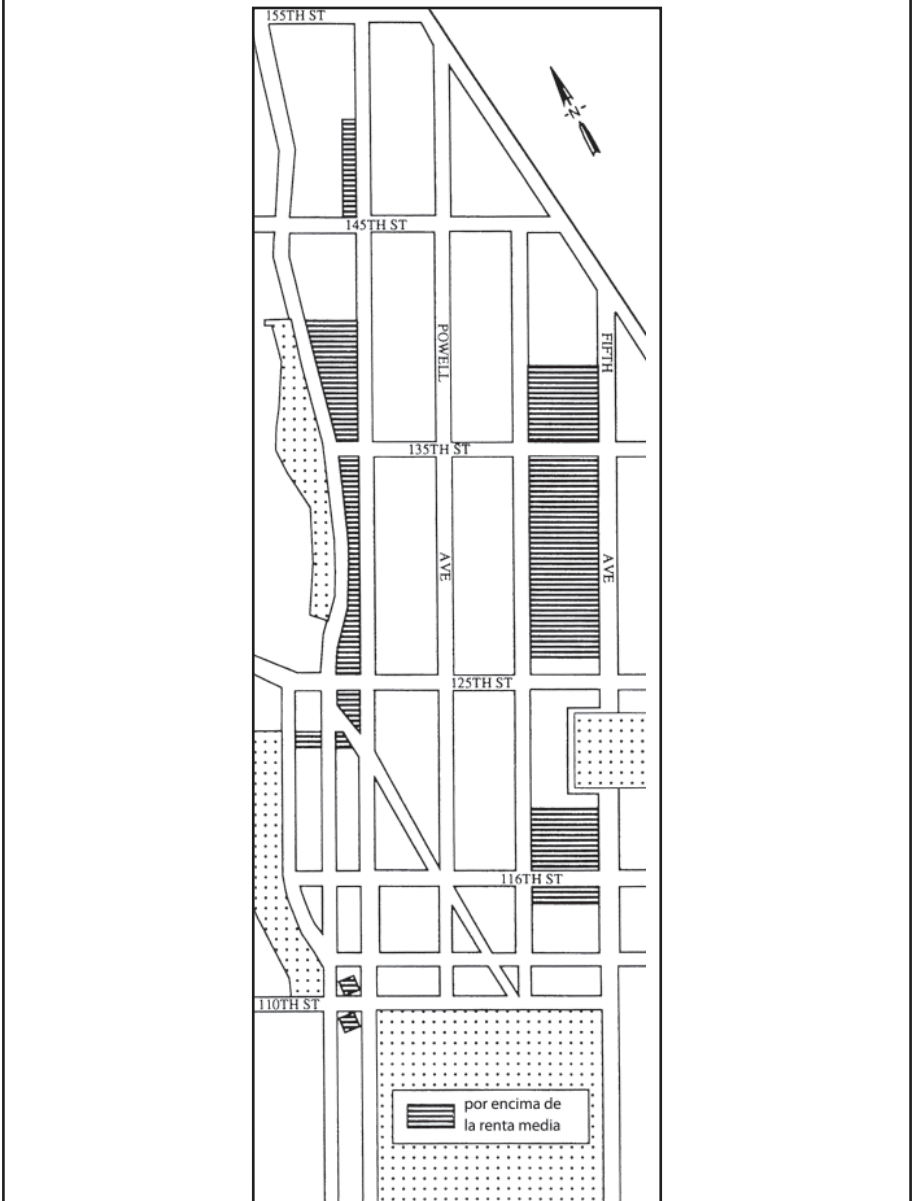 155TH ST
N
145TH ST
POWELL
FIFTH
135TH ST
AVE
AVE
125TH ST
116TH ST
110TH ST
por encima de
la renta media